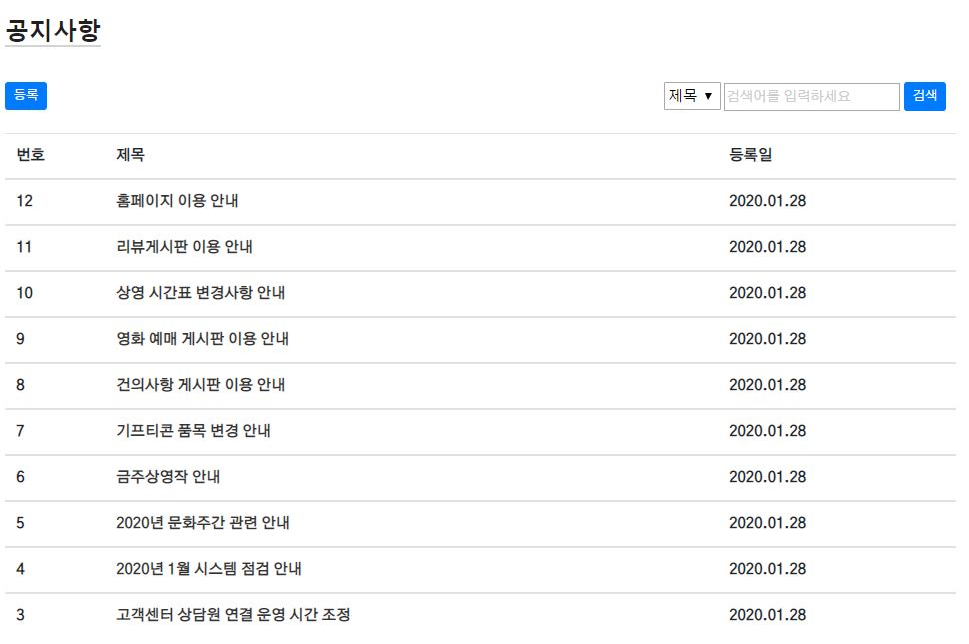 공지사항
등록 제목 ▼ 검색어를 입력하세요 검색
번호 제목 등록일
12 홈페이지 이용 안내 2020.01.28
11 리뷰게시판 이용 안내 2020.01.28
10 상영 시간표 변경사항 안내 2020.01.28
9 영화 예매 게시판 이용 안내 2020.01.28
8 건의사항 게시판 이용 안내 2020.01.28
7 기프티콘 품목 변경 안내 2020.01.28
6 금주상영작 안내 2020.01.28
5 2020년 문화주간 관련 안내 2020.01.28
4 2020년 1월 시스템 점검 안내 2020.01.28
3 고객센터 상담원 연결 운영 시간 조정 2020.01.28